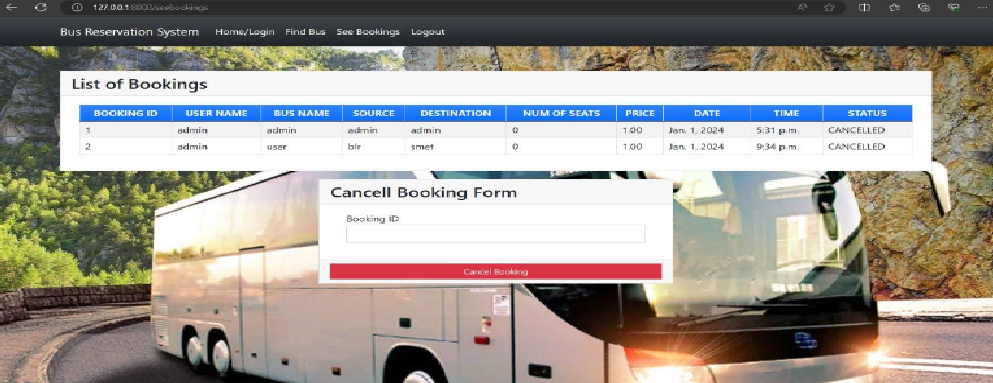 127.0.0.1:8000/seebookings
Bus Reservation System Home/Login Find Bus See Bookings Logout
List of Bookings
BOOKING ID USER NAME BUS NAME SOURCE DESTINATION NUM OF SEATS PRICE DATE TIME STATUS
1 admin admin admin admin 0 1.00 Jan. 1, 2024 5:31 p.m. CANCELLED
2 admin user blr smet 0 1.00 Jan. 1, 2024 9:34 p.m. CANCELLED
Cancell Booking Form
Booking ID
Cancel Booking